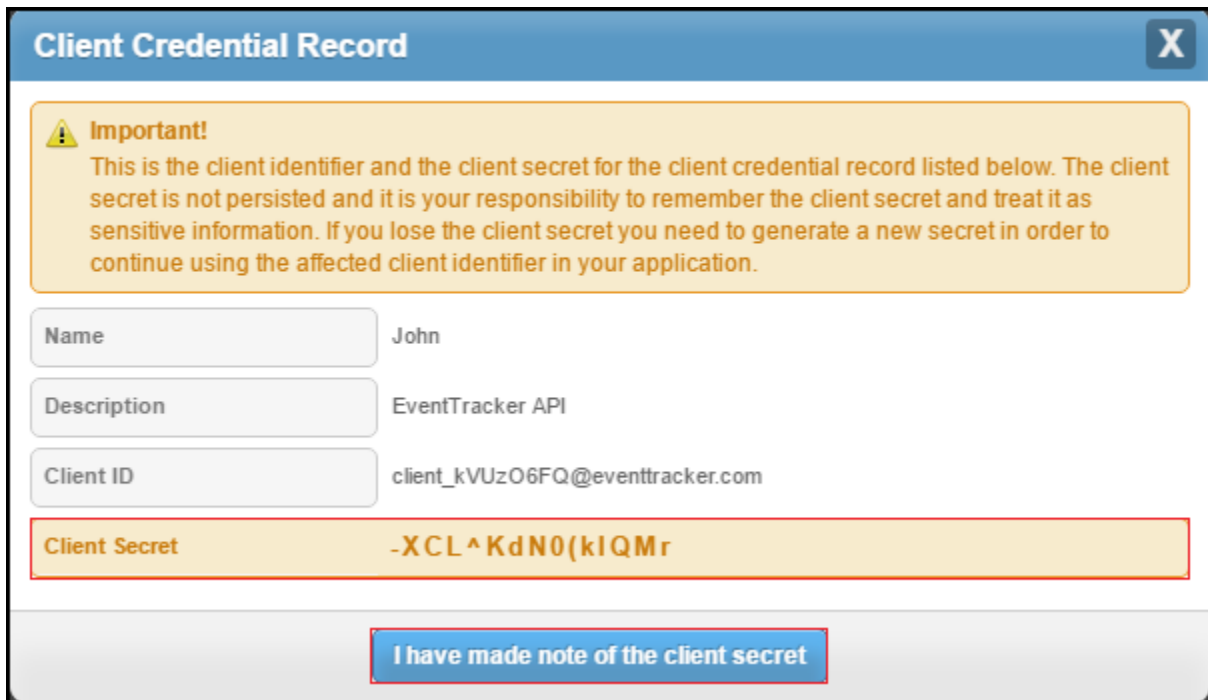 Client Credential Record
X
Important!
This is the client identifier and the client secret for the client credential record listed below. The client
secret is not persisted and it is your responsibility to remember the client secret and treat it as
sensitive information. If you lose the client secret you need to generate a new secret in order to
continue using the affected client identifier in your application.
Name John
Description EventTracker API
Client ID client_kVUzO6FQ@eventtracker.com
Client Secret -XCL^KdN0(klQMr
I have made note of the client secret